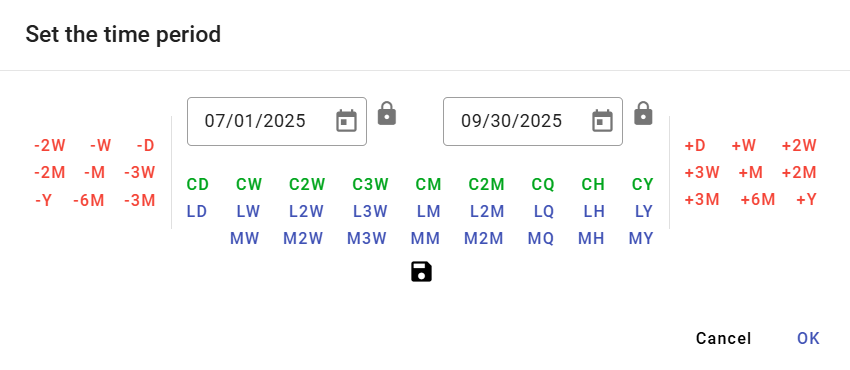 Set the time period
07/01/2025 09/30/2025
-2W -W -D
-2M -M -3W
-Y -6M -3M
CD CW C2W C3W CM C2M CQ CH CY
LD LW L2W L3W LM L2M LQ LH LY
MW M2W M3W MM M2M MQ MH MY
+D +W +2W
+3W +M +2M
+3M +6M +Y
Cancel OK